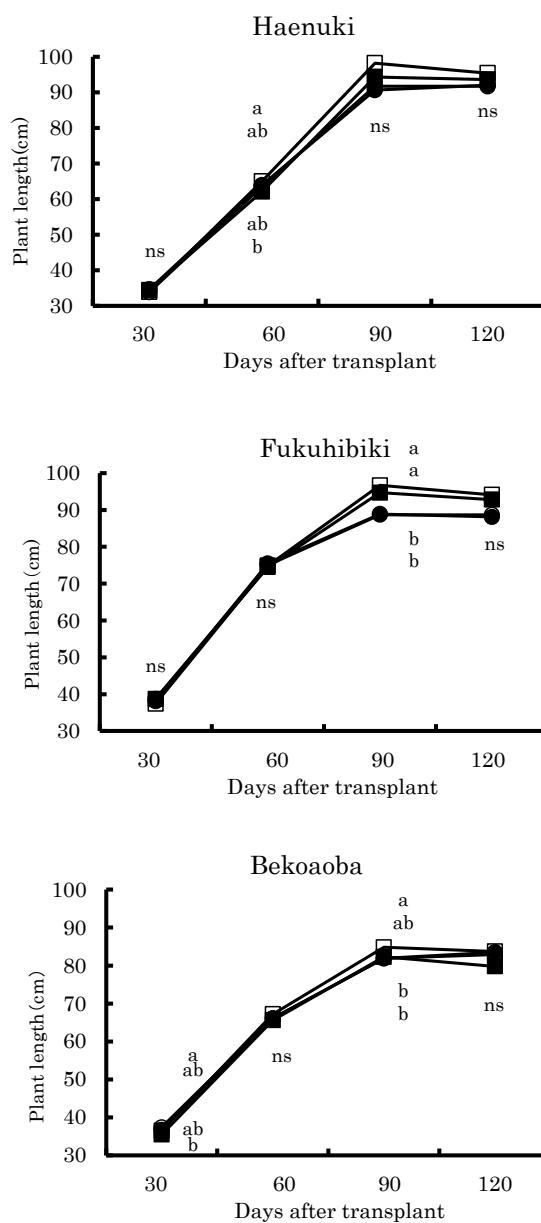 Haenuki
Plant length(cm)
100
90
80
70
60
50
40
30
ns
a
ab
ab
b
ns
ns
30 60 90 120
Days after transplant
Fukuhibiki
Plant length(cm)
100
90
80
70
60
50
40
30
ns
ns
a
a
b
b
ns
30 60 90 120
Days after transplant
Bekoaoba
Plant length(cm)
100
90
80
70
60
50
40
30
a
ab
ab
b
ns
a
ab
b
b
ns
30 60 90 120
Days after transplant